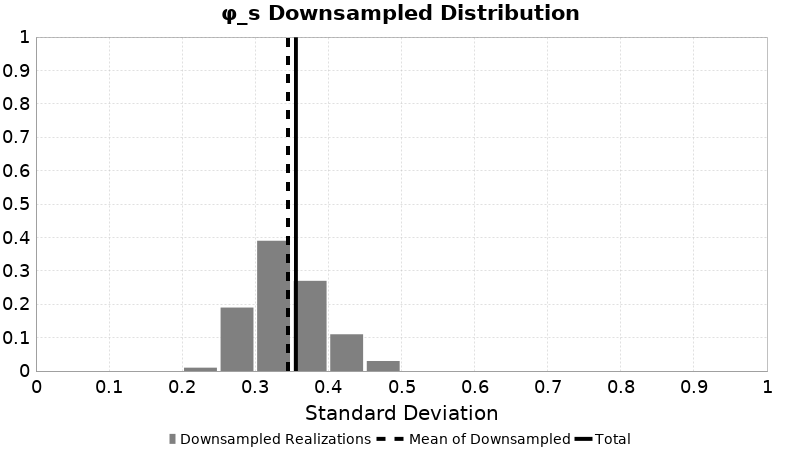 φ_s Downsampled Distribution
1
0.9
0.8
0.7
0.6
0.5
0.4
0.3
0.2
0.1
0
0 0.1 0.2 0.3 0.4 0.5 0.6 0.7 0.8 0.9 1
Standard Deviation
Downsampled Realizations Mean of Downsampled Total